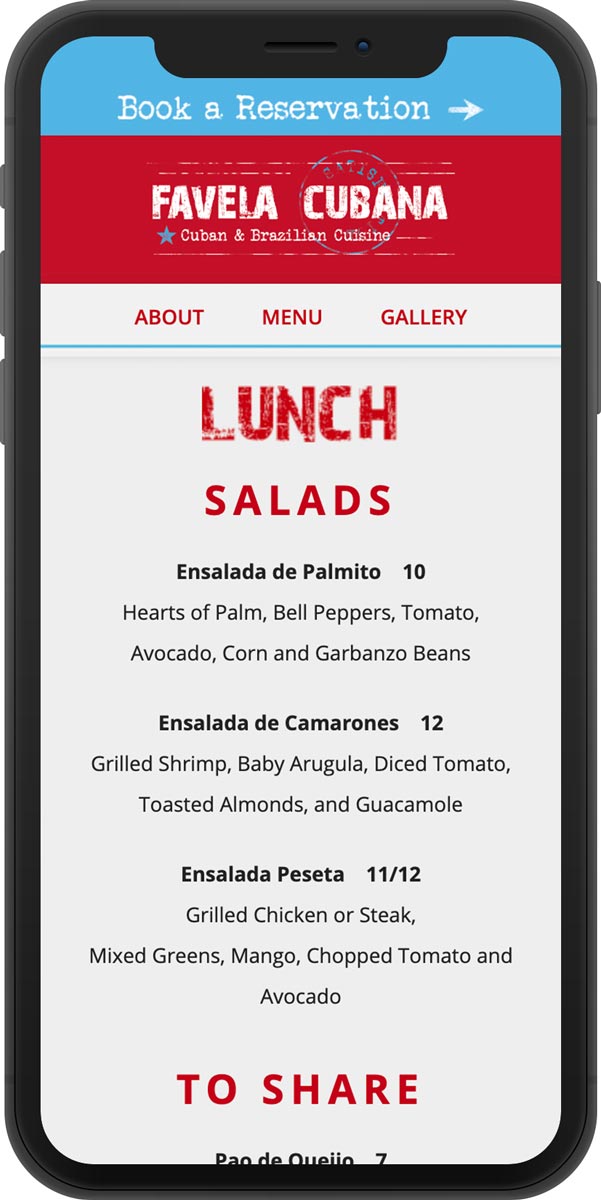 Book a Reservation →
FAVELA CUBANA
Cuban & Brazilian Cuisine
ABOUT MENU GALLERY
LUNCH
SALADS
Ensalada de Palmito 10
Hearts of Palm, Bell Peppers, Tomato,
Avocado, Corn and Garbanzo Beans
Ensalada de Camarones 12
Grilled Shrimp, Baby Arugula, Diced Tomato,
Toasted Almonds, and Guacamole
Ensalada Peseta 11/12
Grilled Chicken or Steak,
Mixed Greens, Mango, Chopped Tomato and
Avocado
TO SHARE
Pao de Queijo 7